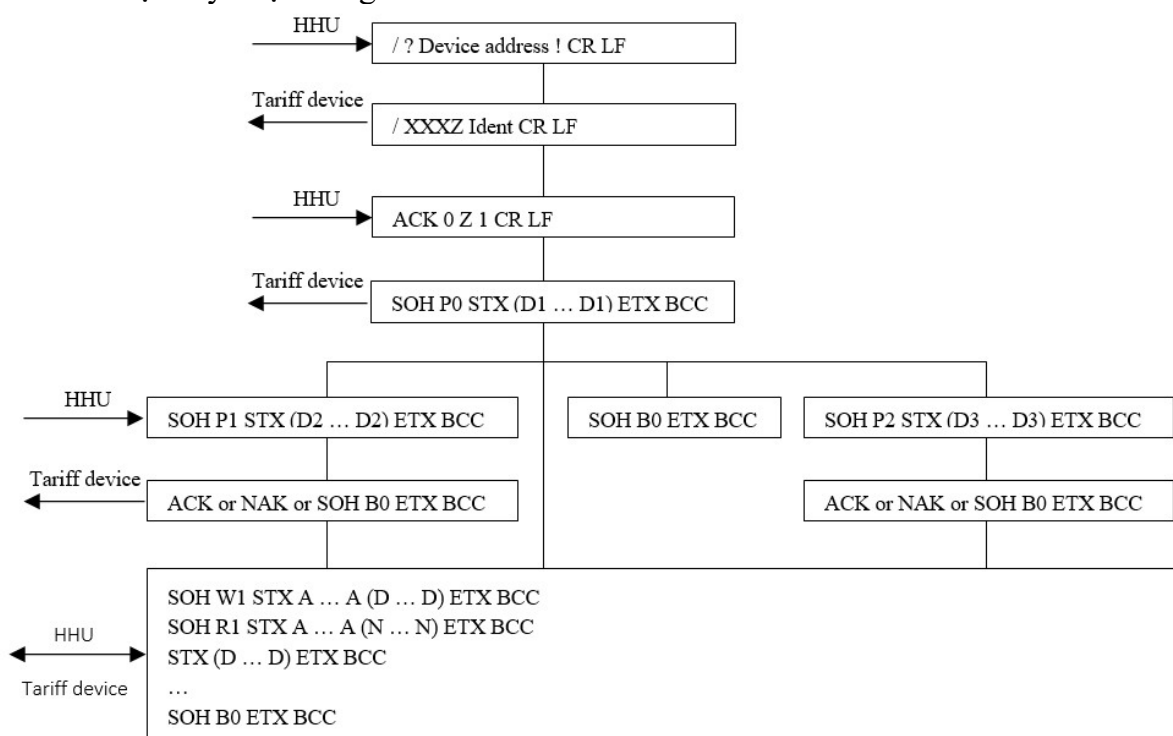 HHU
/ ? Device address ! CR LF
Tariff device
/ XXXZ Ident CR LF
HHU
ACK 0 Z 1 CR LF
Tariff device
SOH P0 STX (D1 … D1) ETX BCC
HHU
SOH P1 STX (D2 … D2) ETX BCC
SOH B0 ETX BCC
SOH P2 STX (D3 … D3) ETX BCC
Tariff device
ACK or NAK or SOH B0 ETX BCC
ACK or NAK or SOH B0 ETX BCC
SOH W1 STX A … A (D … D) ETX BCC
SOH R1 STX A … A (N … N) ETX BCC
STX (D … D) ETX BCC
…
SOH B0 ETX BCC
HHU
Tariff device